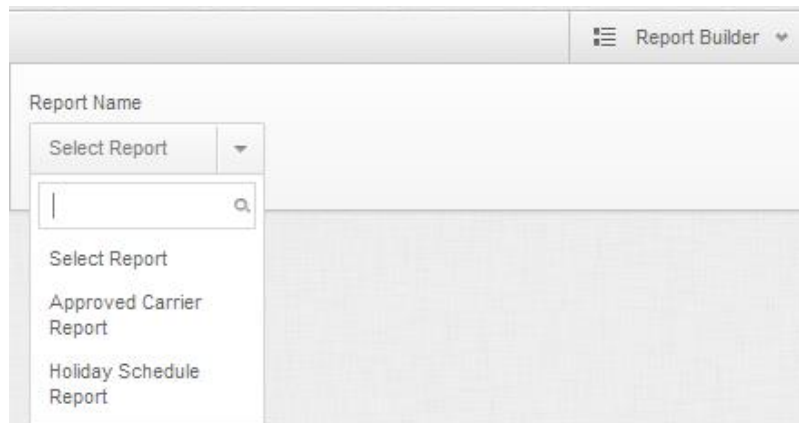 Report Builder
Report Name
Select Report
Select Report
Approved Carrier
Report
Holiday Schedule
Report